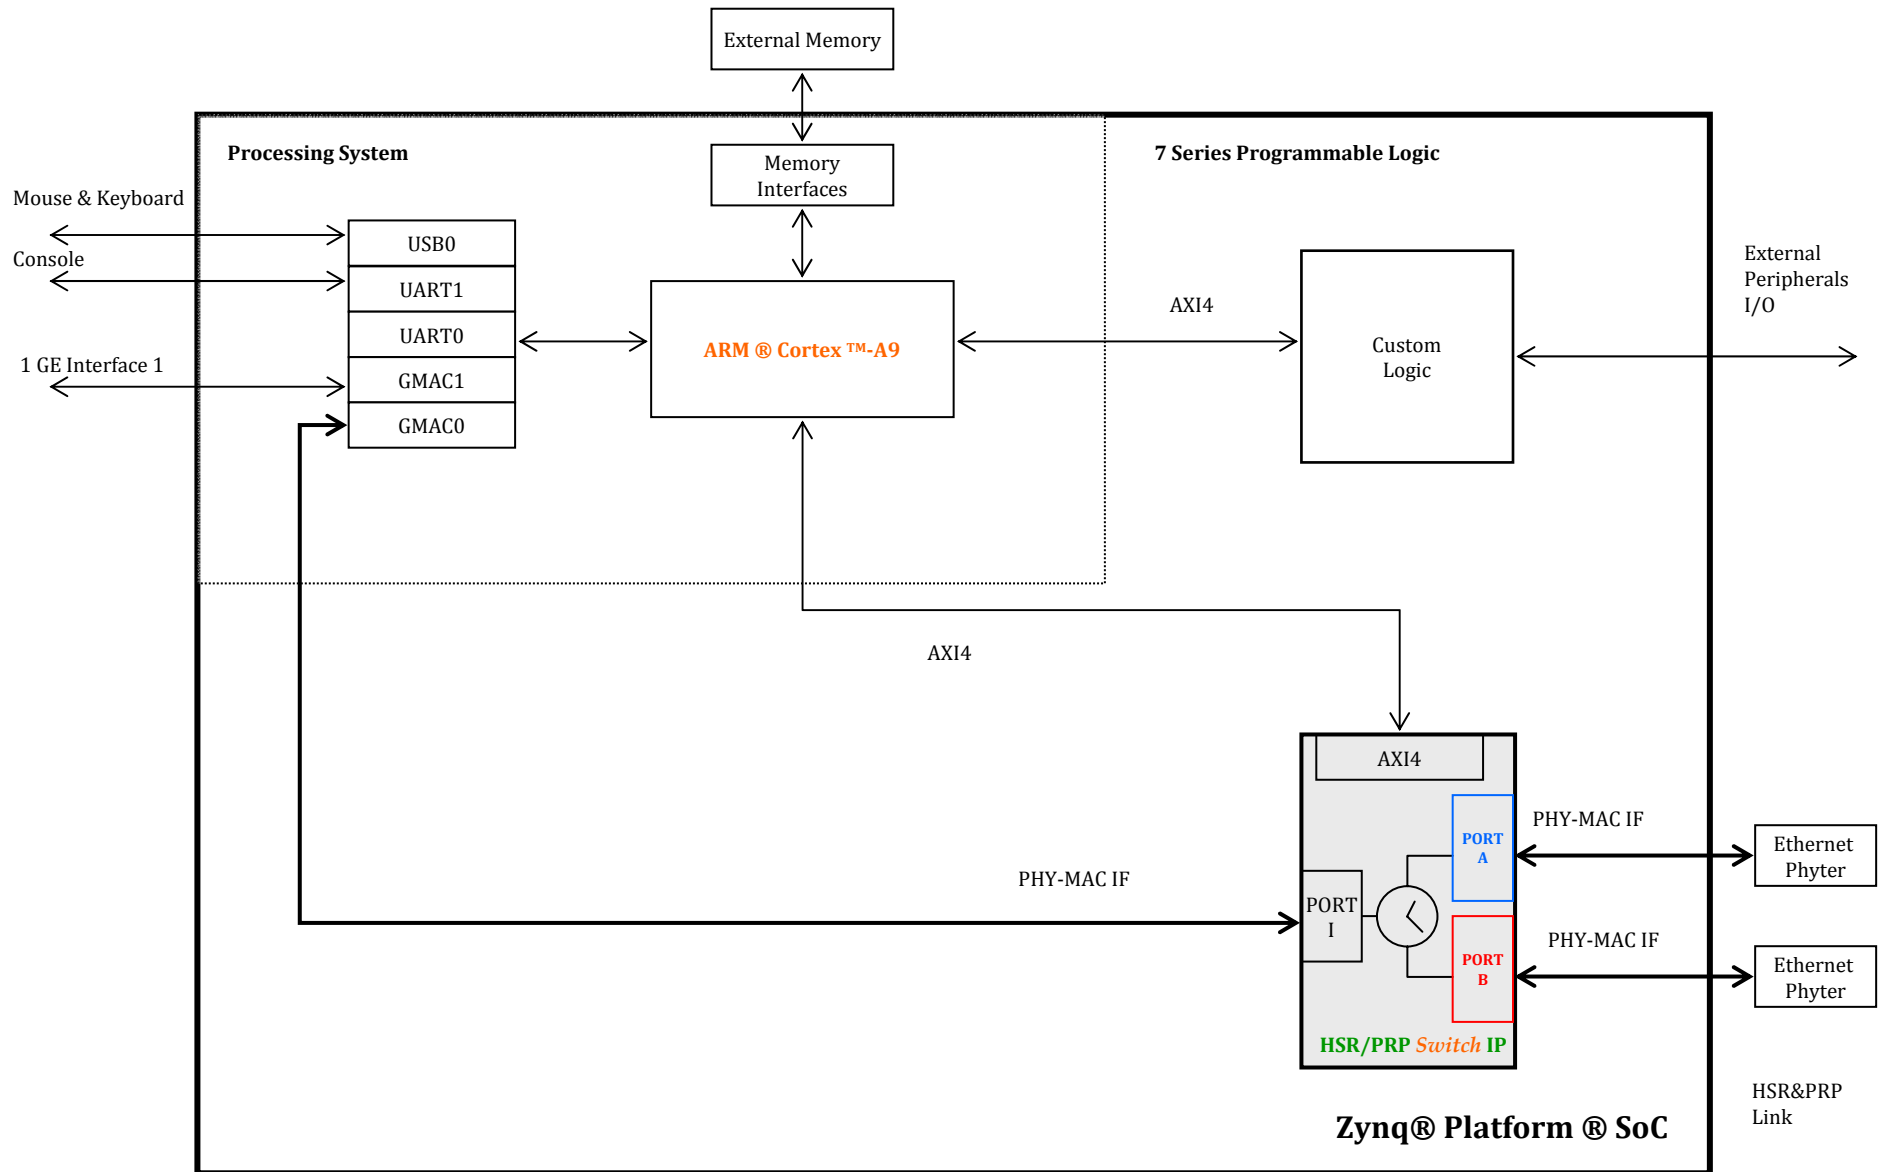 External Memory
Processing System
7 Series Programmable Logic
Memory
Interfaces
Mouse & Keyboard
USB0
Console
UART1
UART0
1 GE Interface 1
GMAC1
GMAC0
ARM ® Cortex ™-A9
AXI4
Custom
Logic
External
Peripherals
I/O
AXI4
AXI4
PORT
A
PHY-MAC IF
Ethernet
Phyter
PHY-MAC IF
PORT
I
PORT
B
PHY-MAC IF
Ethernet
Phyter
HSR/PRP Switch IP
HSR&PRP
Link
Zynq® Platform ® SoC